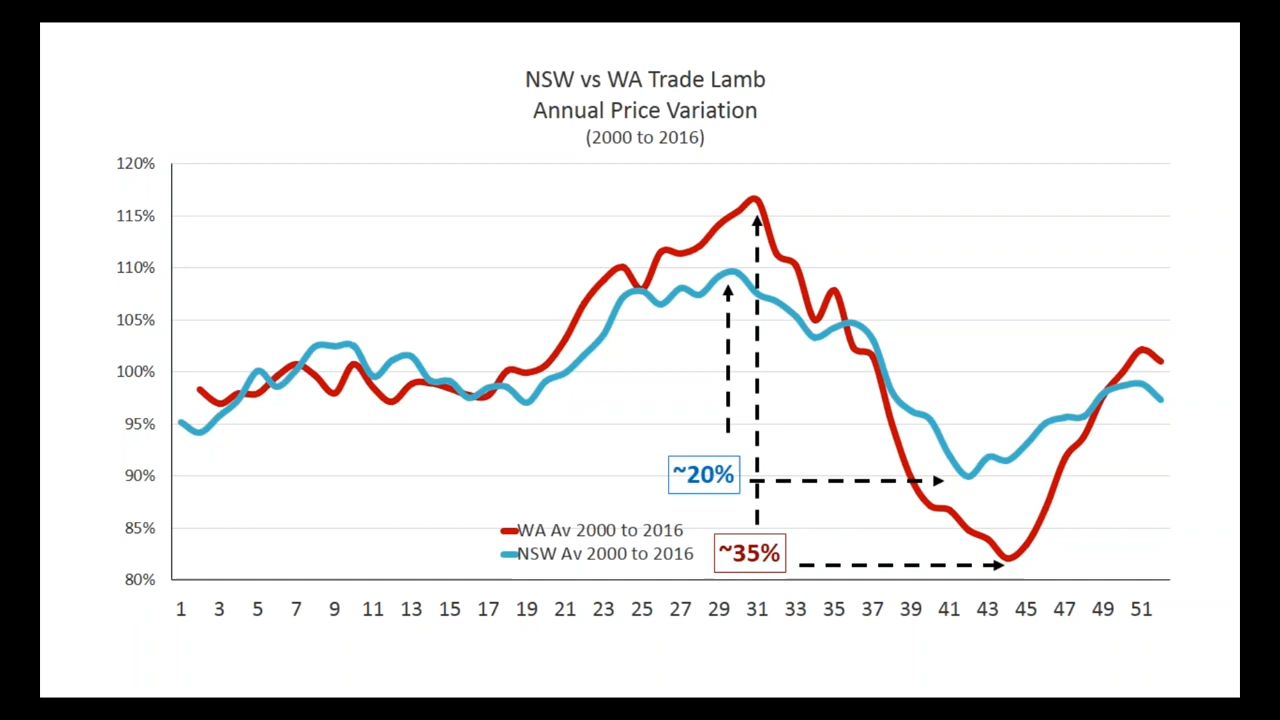 NSW vs WA Trade Lamb
Annual Price Variation
(2000 to 2016)
120%
115%
110%
105%
100%
95%
90%
85%
80%
~20%
WA Av 2000 to 2016
NSW Av 2000 to 2016
~35%
1 3 5 7 9 11 13 15 17 19 21 23 25 27 29 31 33 35 37 39 41 43 45 47 49 51